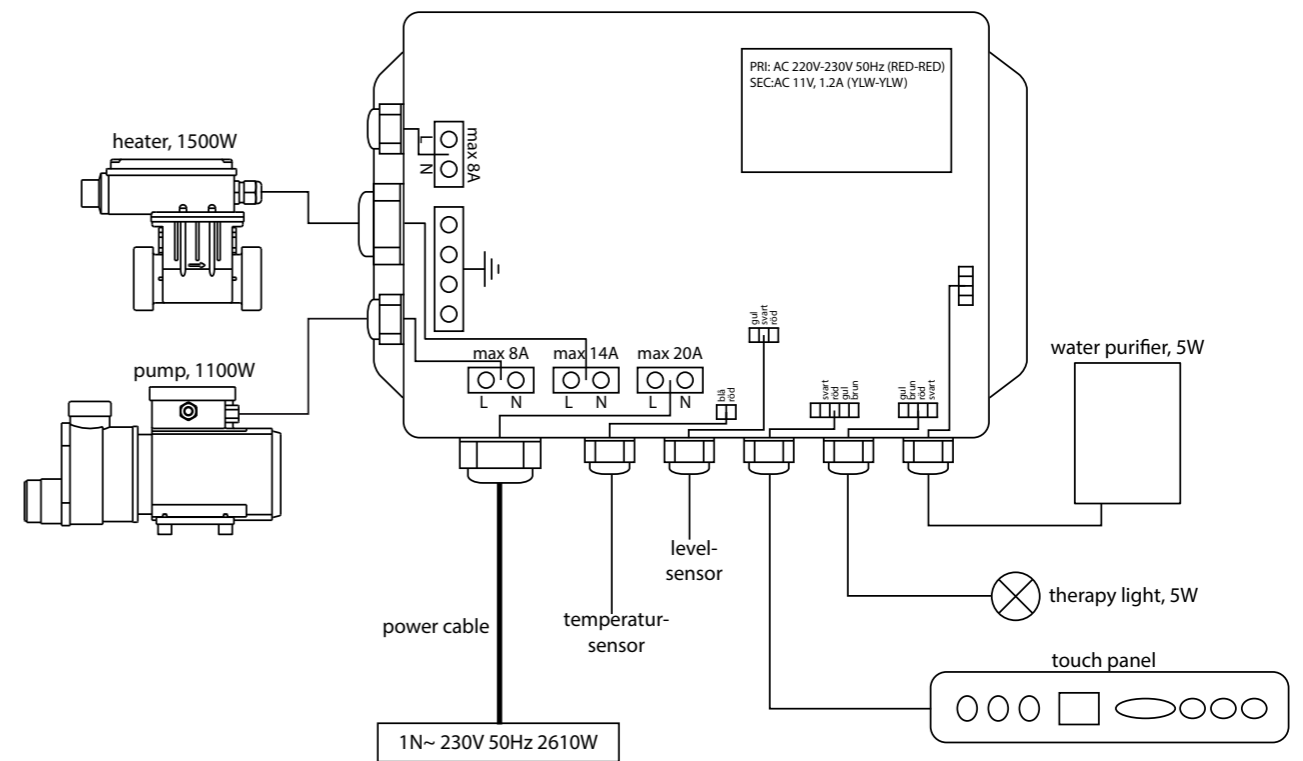 PRI: AC 220V-230V 50Hz (RED-RED)
SEC:AC 11V, 1.2A (YLW-YLW)
heater, 1500W
L
N
max 8A
pump, 1100W
max 8A
L
N
max 14A
L
N
max 20A
L
N
blå
röd
gul
svart
röd
svart
röd
gul
brun
gul
brun
röd
svart
water purifier, 5W
level-
sensor
temperatur-
sensor
power cable
therapy light, 5W
touch panel
1N~ 230V 50Hz 2610W